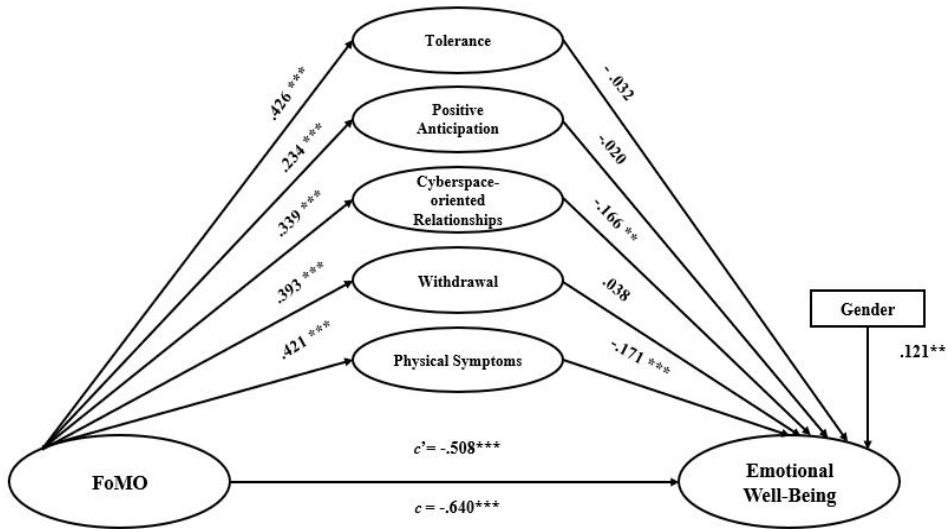 Tolerance
.426 ***
- .032
Positive
Anticipation
.234 ***
-.020
Cyberspace-
oriented
Relationships
.339 ***
-.166 **
Withdrawal
.393 ***
.038
Gender
.121**
Physical Symptoms
.421 ***
-.171 ***
FoMO
c’= -.508***
c = -.640***
Emotional
Well-Being